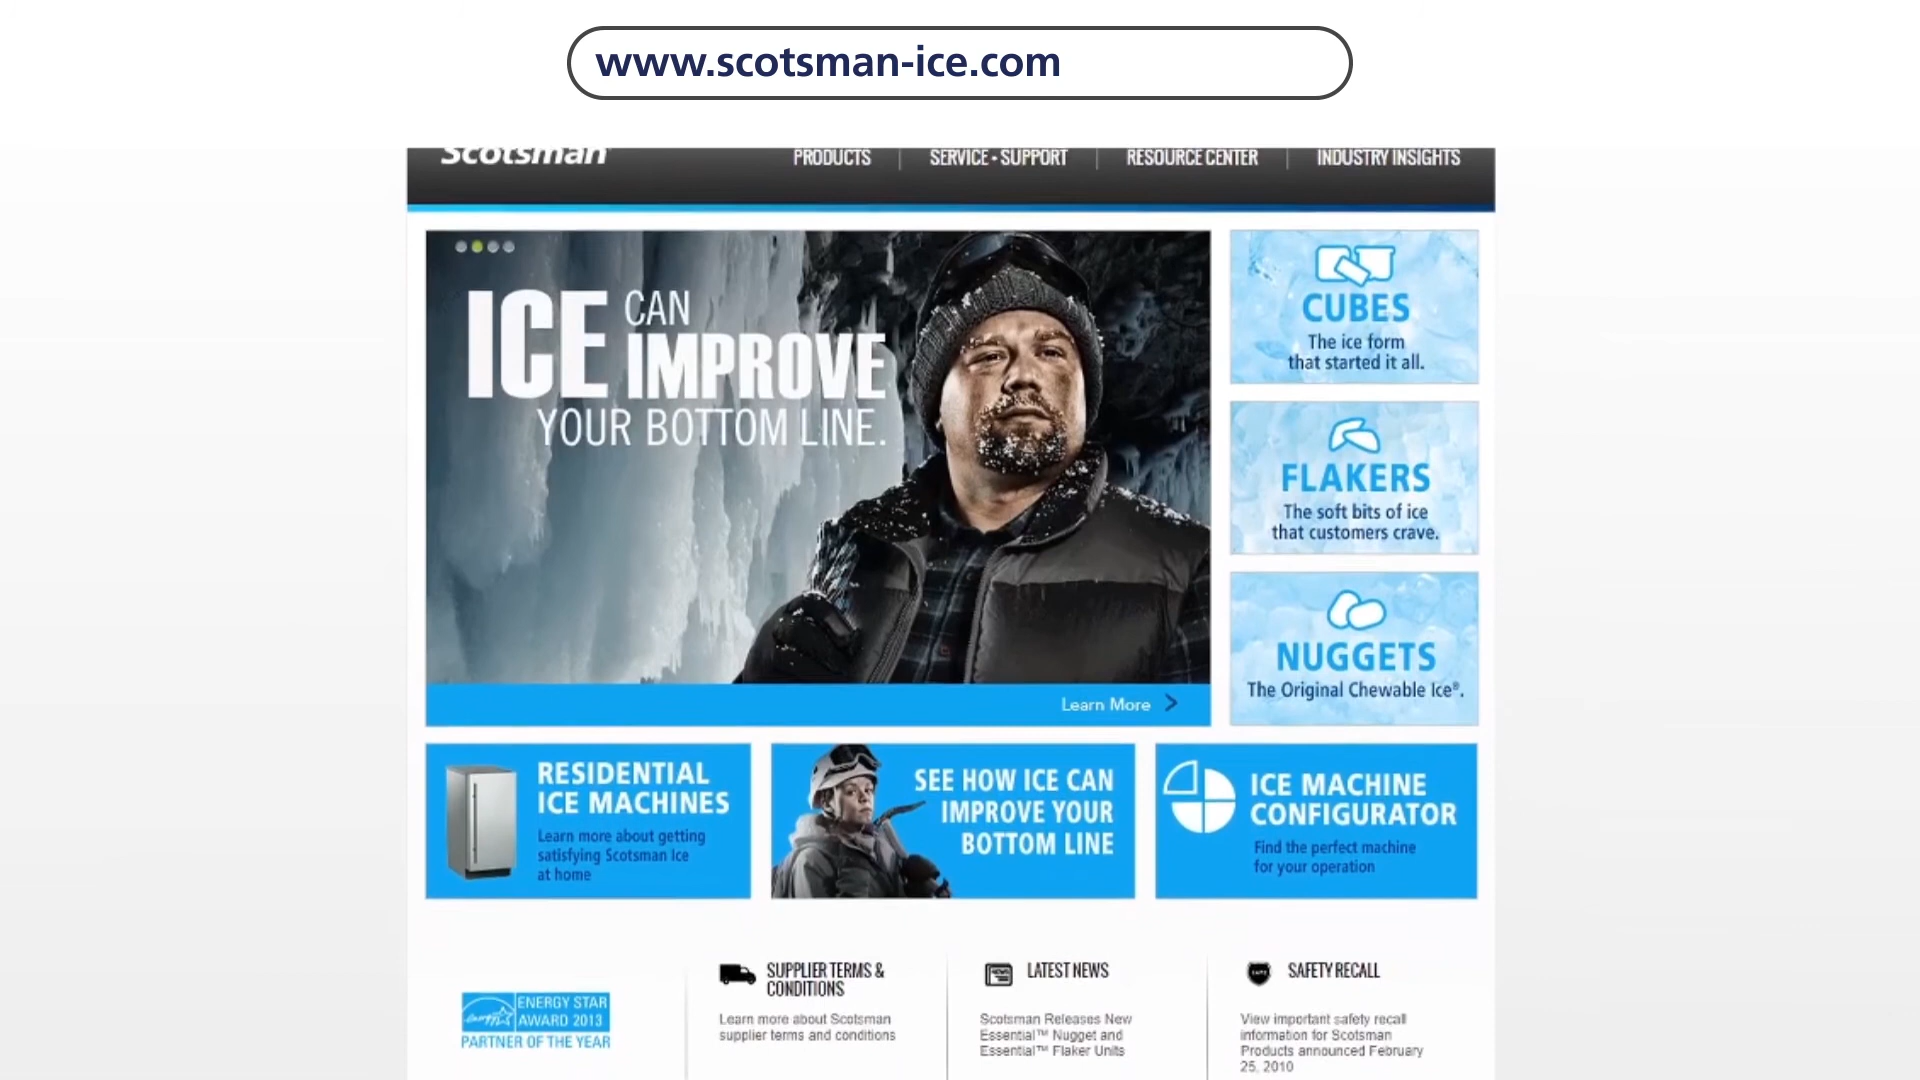 www.scotsman-ice.com
Scotsman
PRODUCTS
SERVICE • SUPPORT
RESOURCE CENTER
INDUSTRY INSIGHTS
ICE CAN
IMPROVE
YOUR BOTTOM LINE.
Learn More
CUBES
The ice form
that started it all.
FLAKERS
The soft bits of ice
that customers crave.
NUGGETS
The Original Chewable Ice®.
RESIDENTIAL
ICE MACHINES
Learn more about getting
satisfying Scotsman Ice
at home
SEE HOW ICE CAN
IMPROVE YOUR
BOTTOM LINE
ICE MACHINE
CONFIGURATOR
Find the perfect machine
for your operation
ENERGY STAR
AWARD 2013
PARTNER OF THE YEAR
SUPPLIER TERMS &
CONDITIONS
Learn more about Scotsman
supplier terms and conditions
LATEST NEWS
Scotsman Releases New
Essential™ Nugget and
Essential™ Flaker Units
SAFETY RECALL
View important safety recall
information for Scotsman
Products announced February
25, 2010